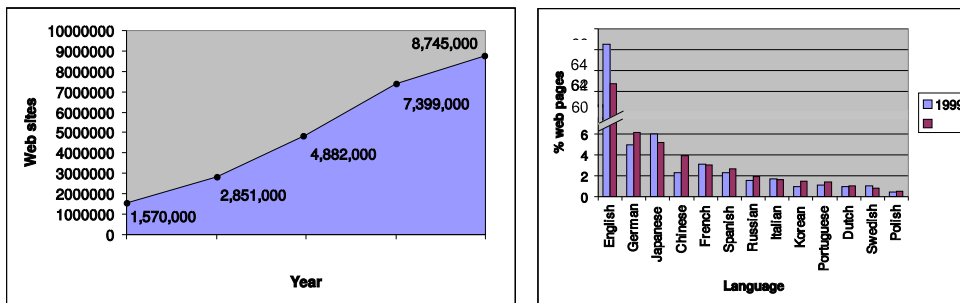 10000000
9000000
8000000
7000000
6000000
5000000
4000000
3000000
2000000
1000000
0
Web sites
8,745,000
7,399,000
4,882,000
2,851,000
1,570,000
Year
64
60
6
4
2
0
% web pages
English
German
Japanese
Chinese
French
Spanish
Russian
Italian
Korean
Portuguese
Dutch
Swedish
Polish
Language
1999